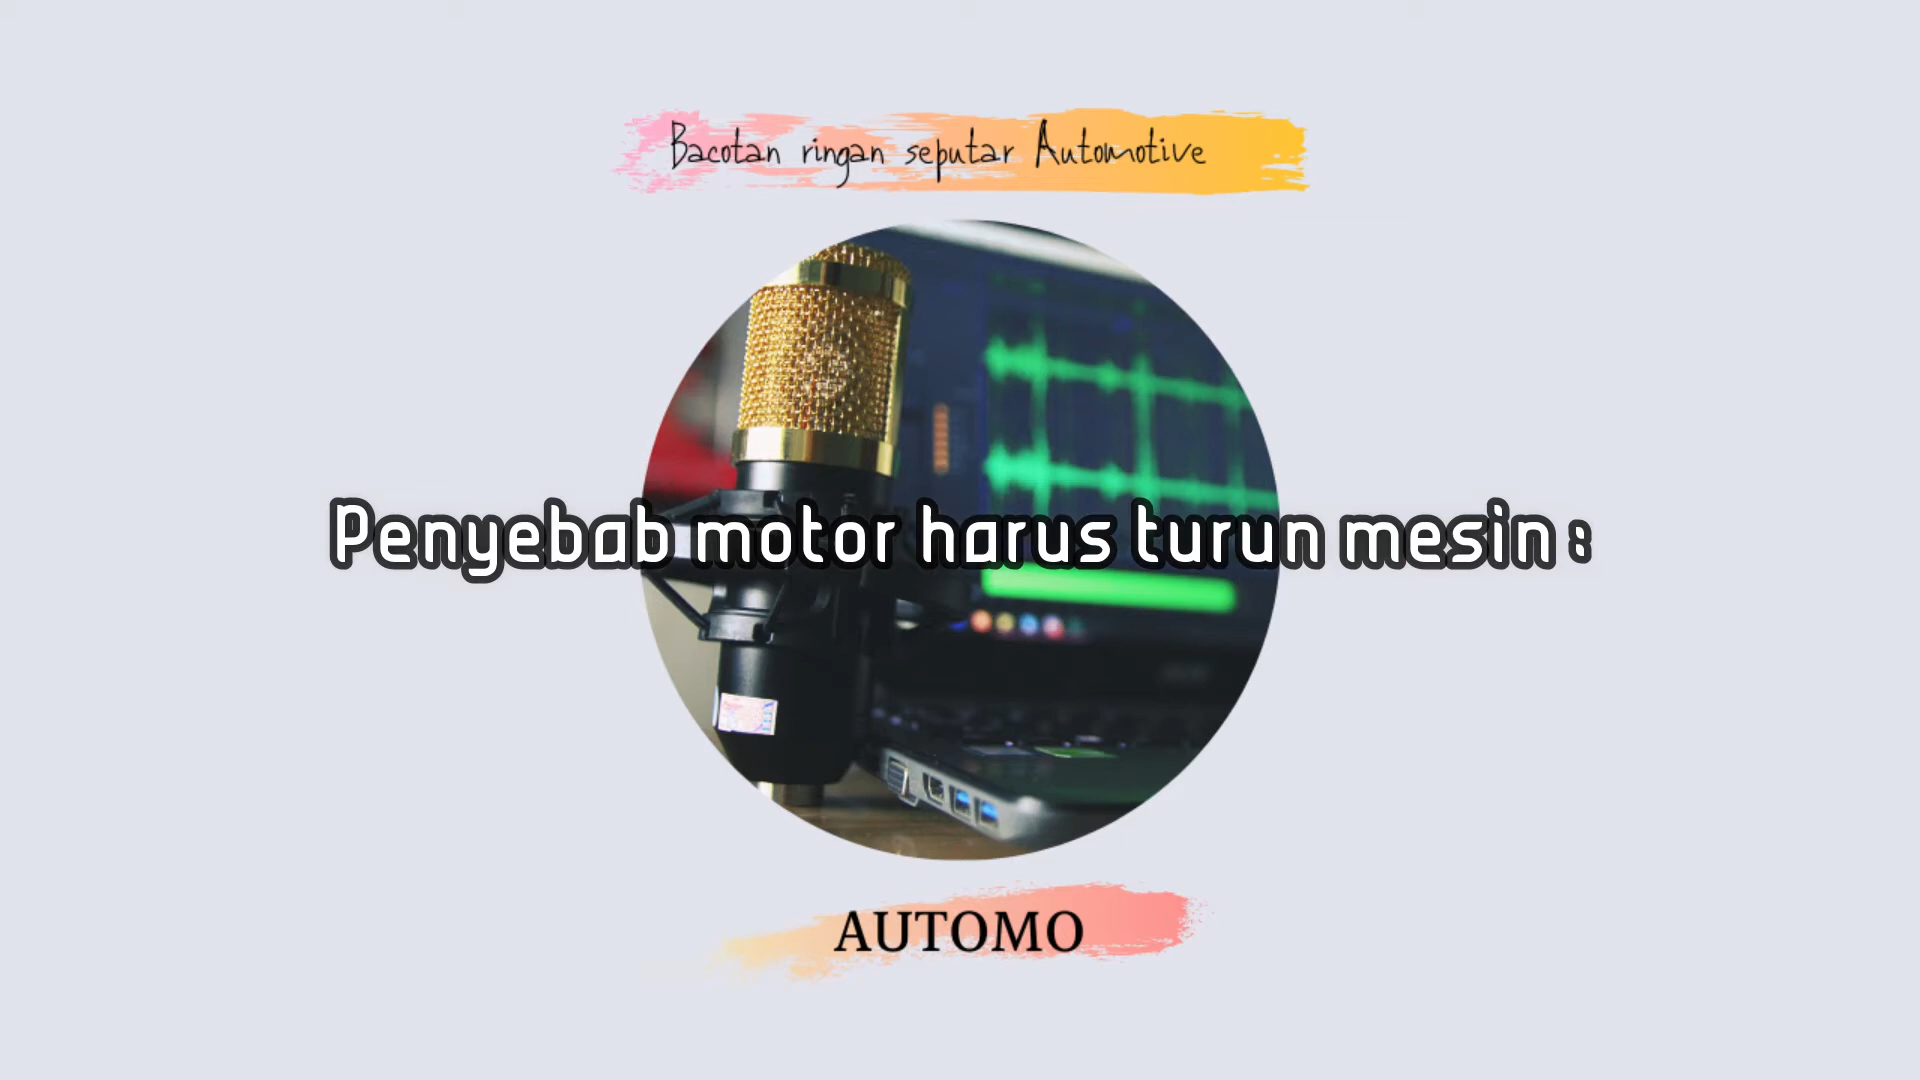 Bacotan ringan seputar Automotive
Penyebab motor harus turun mesin :
AUTOMO